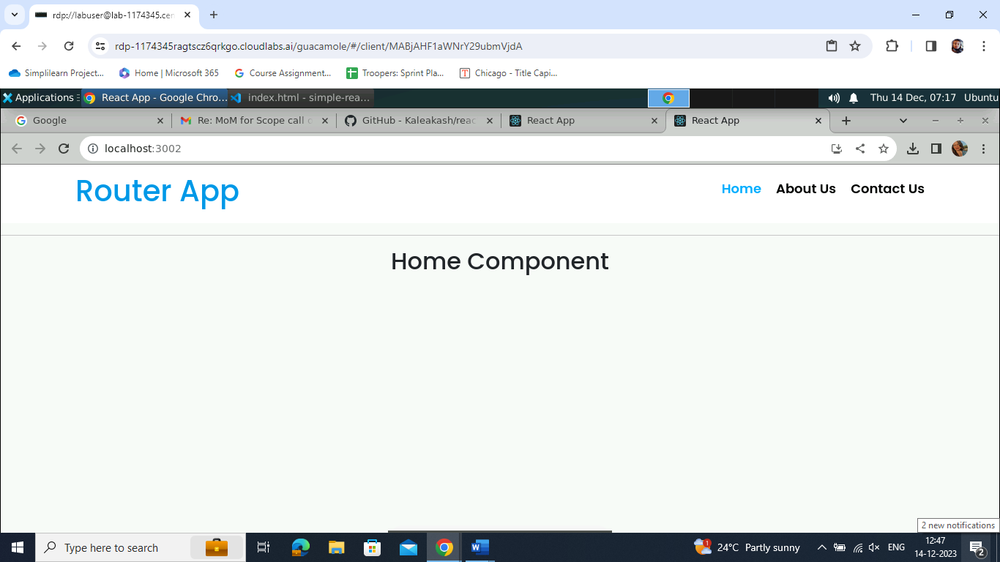 rdp://labuser@lab-1174345.cen
rdp-1174345ragtscz6qrkgo.cloudlabs.ai/guacamole/#/client/MABjAHF1aWNrY29ubmVjdA
Simplilearn Project...
Home | Microsoft 365
Course Assignment...
Troopers: Sprint Pla...
Chicago - Title Capi...
Applications
React App - Google Chro...
index.html - simple-rea...
Thu 14 Dec, 07:17 Ubuntu
Google
Re: MoM for Scope call o
GitHub - Kaleakash/reac
React App
React App
localhost:3002
Router App
Home About Us Contact Us
Home Component
2 new notifications
Type here to search
24°C Partly sunny
ENG
12:47
14-12-2023
1
2